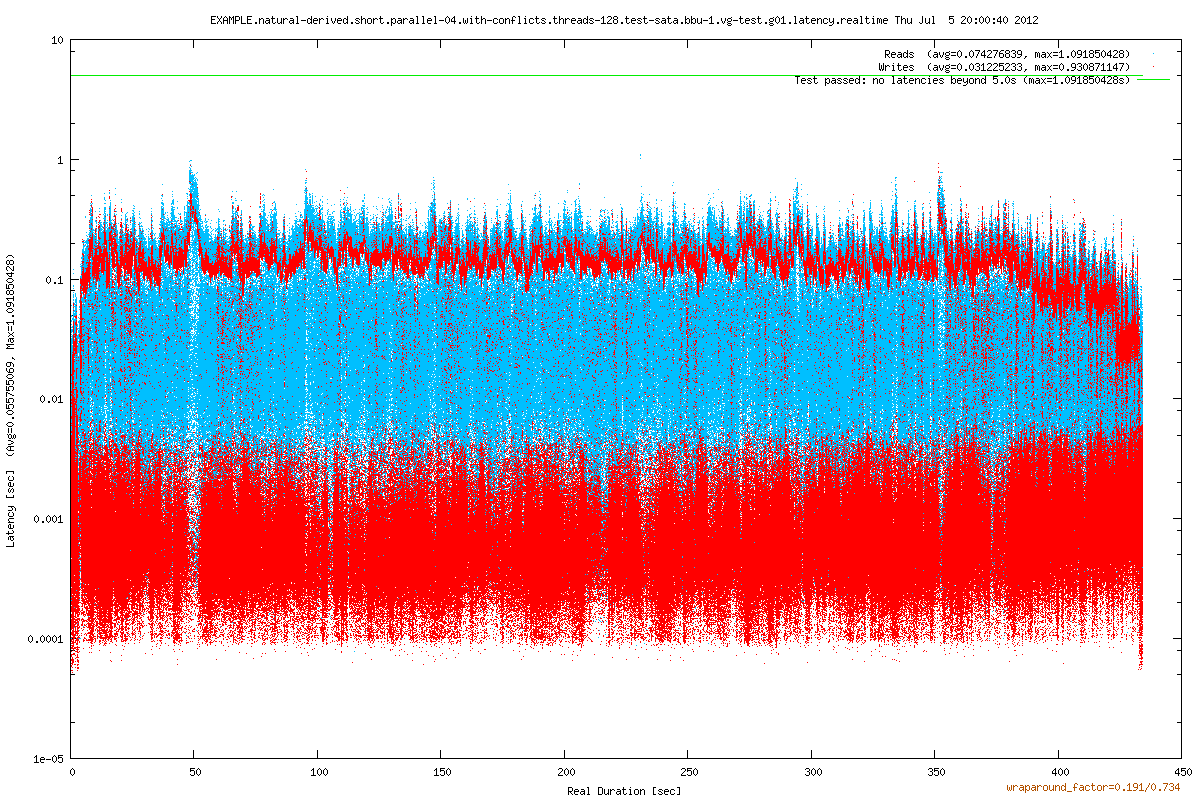 EXAMPLE.natural-derived.short.parallel-04.with-conflicts.threads-128.test-sata.bbu-1.vg-test.g01.latency.realtime Thu Jul  5 20:00:40 2012
Reads  (avg=0.074276839, max=1.091850428)
Writes  (avg=0.031225233, max=0.930871147)
Test passed: no latencies beyond 5.0s (max=1.091850428s)
10
1
0.1
0.01
0.001
0.0001
1e-05
Latency [sec]  (Avg=0.055755069, Max=1.091850428)
0 50 100 150 200 250 300 350 400 450
Real Duration [sec]
wraparound_factor=0.191/0.734